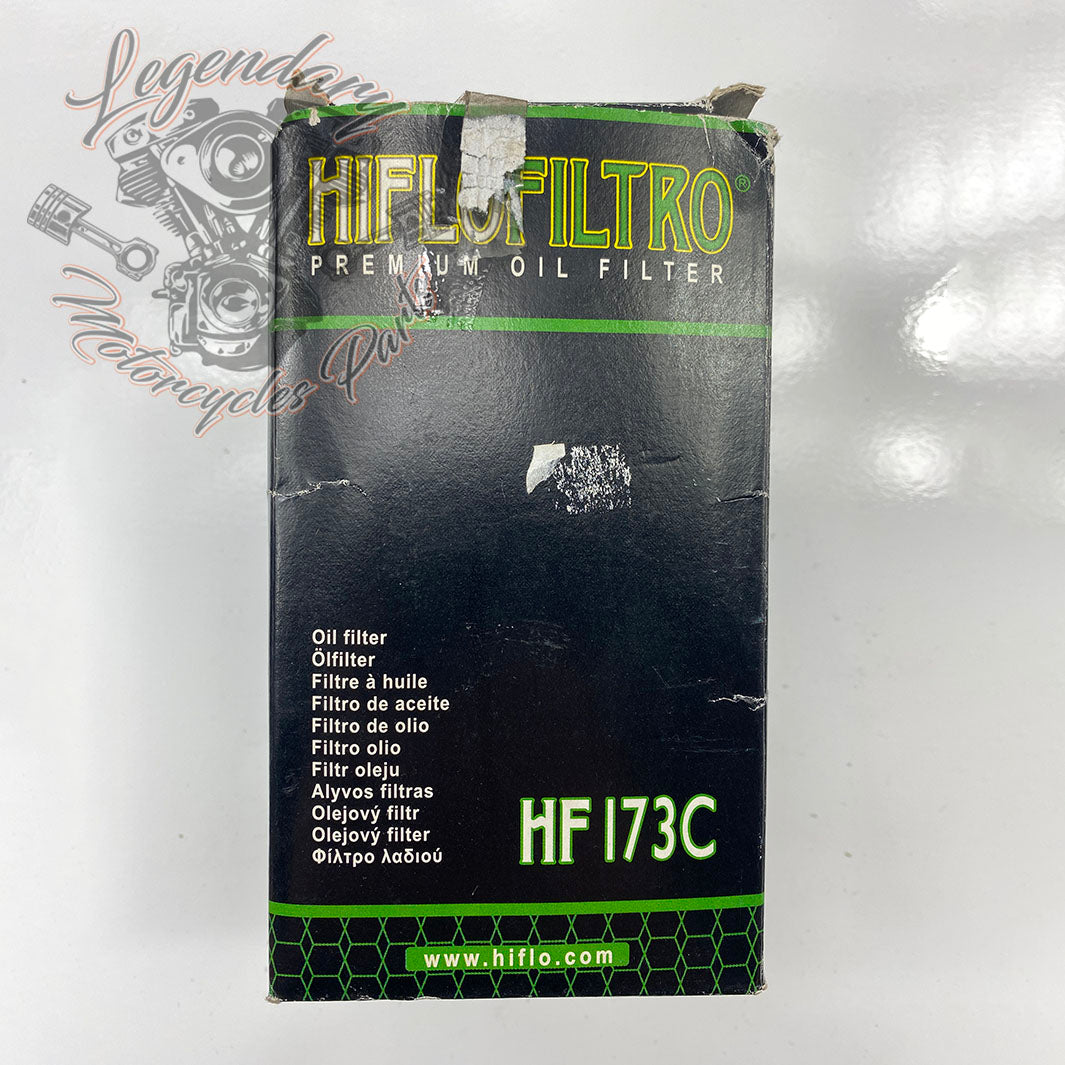 Legendary
Motorcycles Parts
HIFLOFILTRO®
PREMIUM OIL FILTER
Oil filter
Ölfilter
Filtre à huile
Filtro de aceite
Filtro de olio
Filtro olio
Filtr oleju
Alyvos filtras
Olejový filtr
Olejový filter
Φίλτρο λαδιού
HF173C
www.hiflo.com